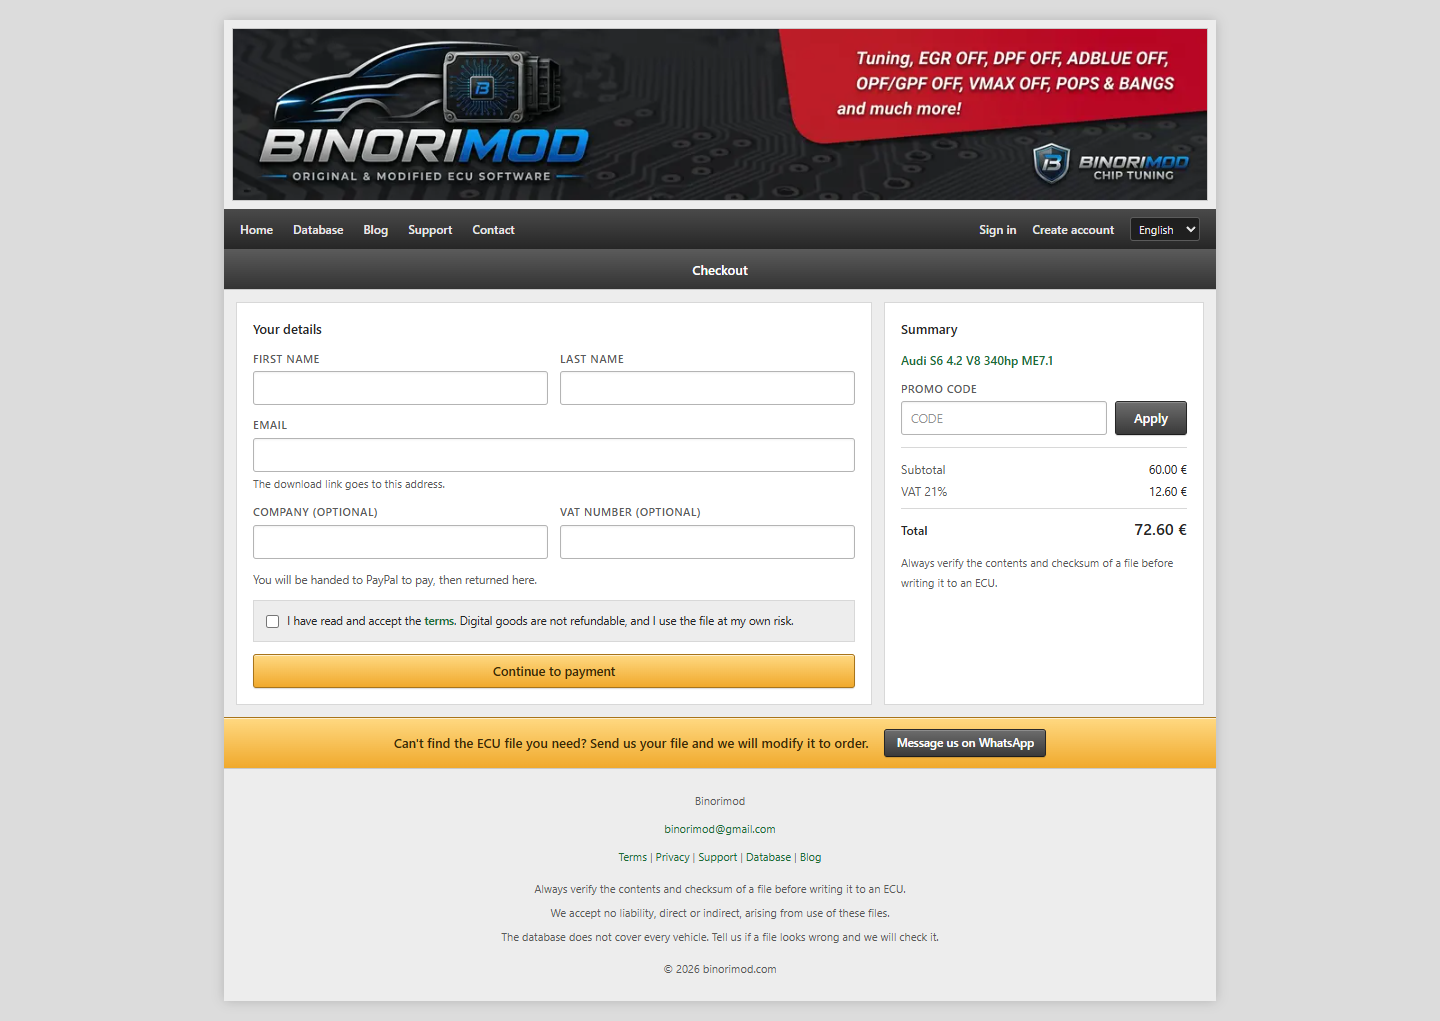 BINORIMOD
ORIGINAL & MODIFIED ECU SOFTWARE
Tuning, EGR OFF, DPF OFF, ADBLUE OFF,
OPF/GPF OFF, VMAX OFF, POPS & BANGS
and much more!
BINORIMOD
CHIP TUNING
Home Database Blog Support Contact Sign in Create account English
Checkout
Your details
FIRST NAME LAST NAME
EMAIL
The download link goes to this address.
COMPANY (OPTIONAL) VAT NUMBER (OPTIONAL)
You will be handed to PayPal to pay, then returned here.
I have read and accept the terms. Digital goods are not refundable, and I use the file at my own risk.
Continue to payment
Summary
Audi S6 4.2 V8 340hp ME7.1
PROMO CODE
CODE Apply
Subtotal 60.00 €
VAT 21% 12.60 €
Total 72.60 €
Always verify the contents and checksum of a file before
writing it to an ECU.
Can't find the ECU file you need? Send us your file and we will modify it to order. Message us on WhatsApp
Binorimod
binorimod@gmail.com
Terms | Privacy | Support | Database | Blog
Always verify the contents and checksum of a file before writing it to an ECU.
We accept no liability, direct or indirect, arising from use of these files.
The database does not cover every vehicle. Tell us if a file looks wrong and we will check it.
© 2026 binorimod.com